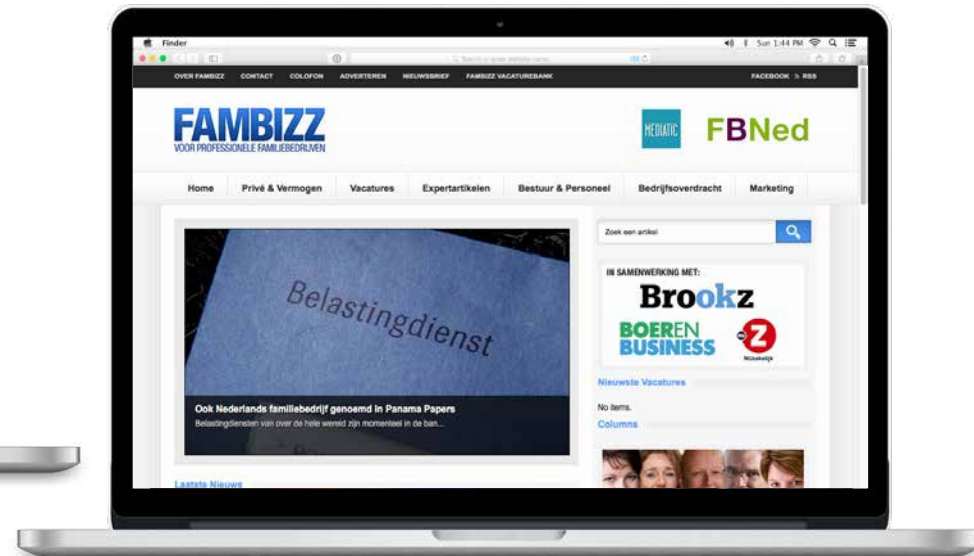 Finder
Sun 1:44 PM
OVER FAMBIZZ CONTACT COLOFON ADVERTEREN NIEUWSBRIEF FAMBIZZ VACATUREBANK FACEBOOK RSS
FAMBIZZ
VOOR PROFESSIONELE FAMILIEBEDRIJVEN
MEDIATIC
FBNed
Home Privé & Vermogen Vacatures Expertartikelen Bestuur & Personeel Bedrijfsoverdracht Marketing
Belastingdienst
Ook Nederlands familiebedrijf genoemd in Panama Papers
Belastingdiensten van over de hele wereld zijn momenteel in de ban...
Laatste Nieuws
Zoek een artikel
IN SAMENWERKING MET:
Brookz
BOEREN
BUSINESS
Z
Nieuwste Vacatures
No items.
Columns